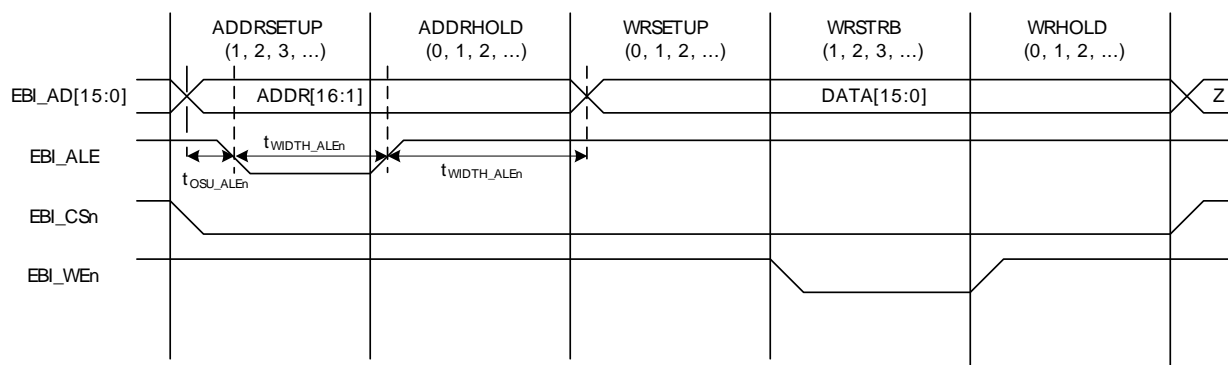 ADDRSETUP ADDRHOLD WRSETUP WRSTRB WRHOLD
(1, 2, 3, ...) (0, 1, 2, ...) (0, 1, 2, ...) (1, 2, 3, ...) (0, 1, 2, ...)
EBI_AD[15:0] ADDR[16:1] DATA[15:0] Z
EBI_ALE tWIDTH_ALEn
tOSU_ALEn tWIDTH_ALEn
EBI_CSn
EBI_WEn